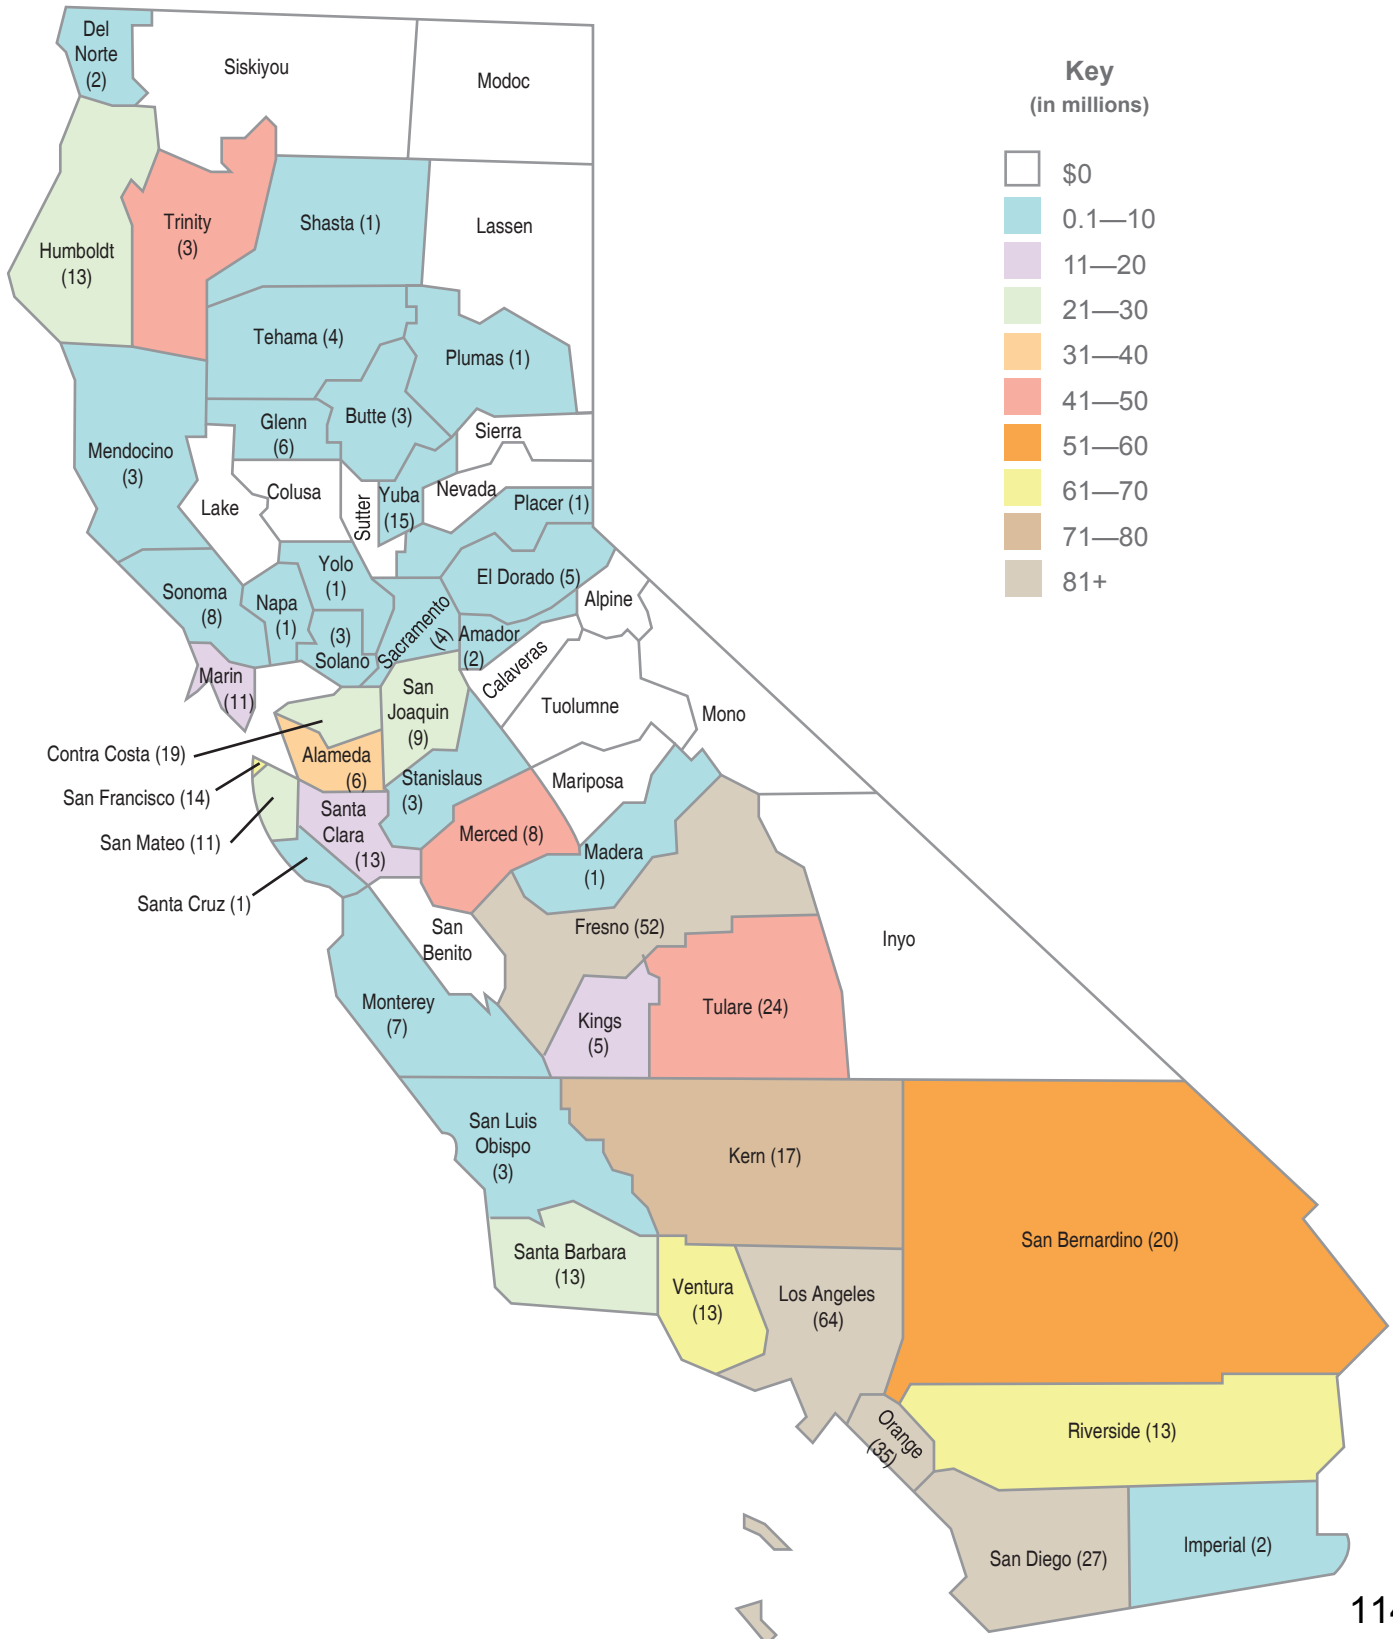 Del
Norte
(2)
Siskiyou
Modoc
Key
(in millions)
$0
0.1—10
11—20
21—30
31—40
41—50
51—60
61—70
71—80
81+
Humboldt
(13)
Trinity
(3)
Shasta (1)
Lassen
Tehama (4)
Plumas (1)
Mendocino
(3)
Glenn
(6)
Butte (3)
Sierra
Lake
Colusa
Sutter
Yuba
(15)
Nevada
Placer (1)
Sonoma
(8)
Napa
(1)
Yolo
(1)
(3)
Solano
Sacramento
(4)
El Dorado (5)
Amador
(2)
Alpine
Calaveras
Marin
(11)
San
Joaquin
(9)
Tuolumne
Mono
Contra Costa (19)
Alameda
(6)
Stanislaus
(3)
Mariposa
San Francisco (14)
San Mateo (11)
Santa
Clara
(13)
Merced (8)
Madera
(1)
Santa Cruz (1)
San
Benito
Fresno (52)
Inyo
Monterey
(7)
Kings
(5)
Tulare (24)
San Luis
Obispo
(3)
Kern (17)
San Bernardino (20)
Santa Barbara
(13)
Ventura
(13)
Los Angeles
(64)
Orange
(35)
Riverside (13)
San Diego (27)
Imperial (2)
114